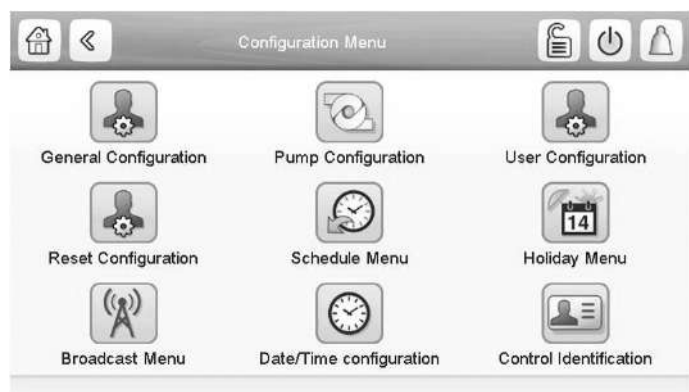 Configuration Menu
General Configuration Pump Configuration User Configuration
14
Reset Configuration Schedule Menu Holiday Menu
Broadcast Menu Date/Time configuration Control Identification